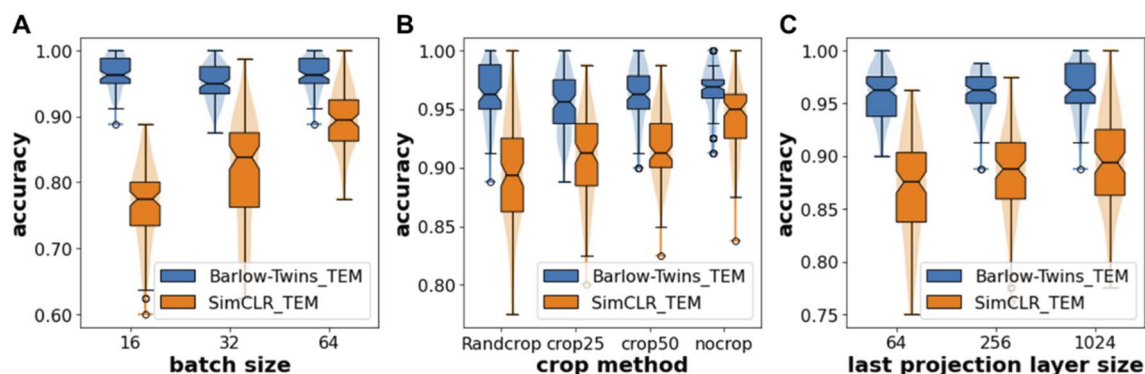 A
accuracy
1.00
0.90
0.80
0.70
0.60
Barlow-Twins_TEM
SimCLR_TEM
16
32
64
batch size
B
accuracy
1.00
0.95
0.90
0.85
0.80
Barlow-Twins_TEM
SimCLR_TEM
Randcrop
crop25
crop50
nocrop
crop method
C
accuracy
1.00
0.95
0.90
0.85
0.80
0.75
Barlow-Twins_TEM
SimCLR_TEM
64
256
1024
last projection layer size